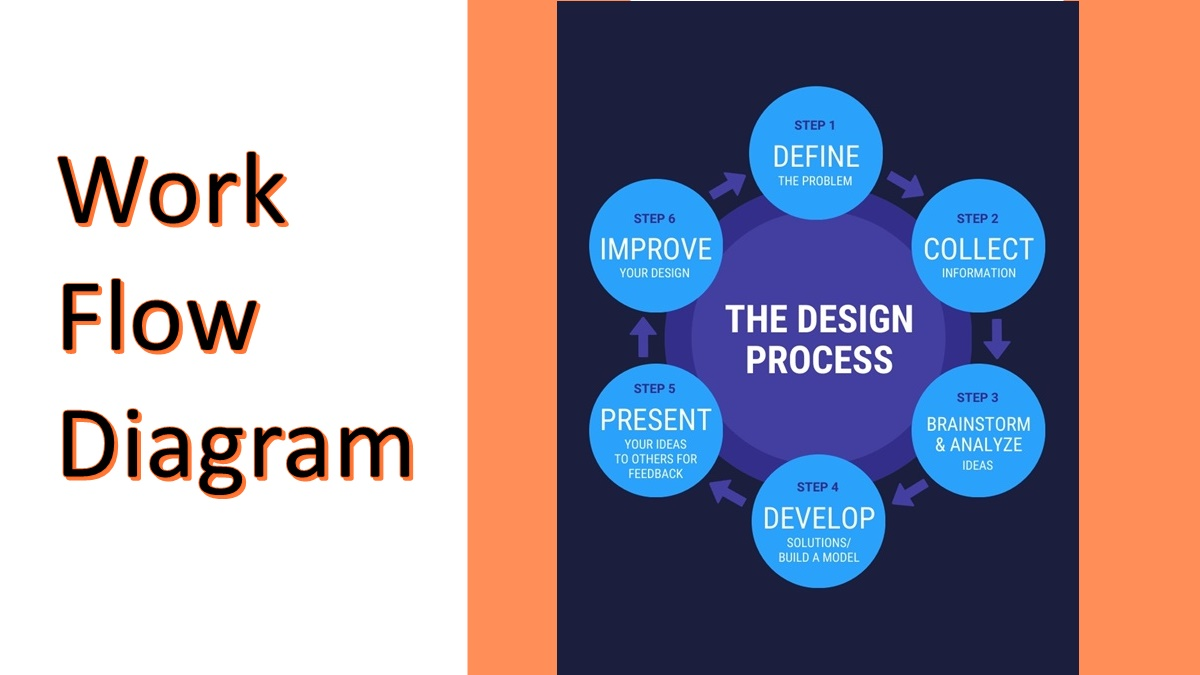 Work
Flow
Diagram
THE DESIGN
PROCESS
STEP 1
DEFINE
THE PROBLEM
STEP 2
COLLECT
INFORMATION
STEP 3
BRAINSTORM
& ANALYZE
IDEAS
STEP 4
DEVELOP
SOLUTIONS/
BUILD A MODEL
STEP 5
PRESENT
YOUR IDEAS
TO OTHERS FOR
FEEDBACK
STEP 6
IMPROVE
YOUR DESIGN